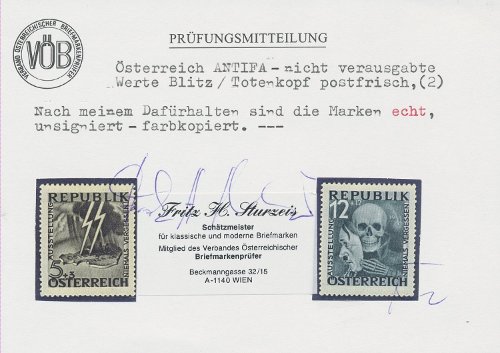 VERBAND ÖSTERREICHISCHER BRIEFMARKENPRÜFER
VÖB
PRÜFUNGSMITTEILUNG
Österreich ANTIFA-nicht verausgabte
Werte Blitz/Totenkopf postfrisch,(2)
Nach meinem Dafürhalten sind die Marken echt,
unsigniert-farbkopiert. ---
Fritz H. Sturzeis
Schätzmeister
für klassische und moderne Briefmarken
Mitglied des Verbandes Österreichischer
Briefmarkenprüfer
Beckmanngasse 32/15
A-1140 WIEN
REPUBLIK
AUSSTELLUNG
NIEMALS VERGESSEN
5+3
ÖSTERREICH
REPUBLIK
12
AUSSTELLUNG
NIEMALS VERGESSEN
ÖSTERREICH